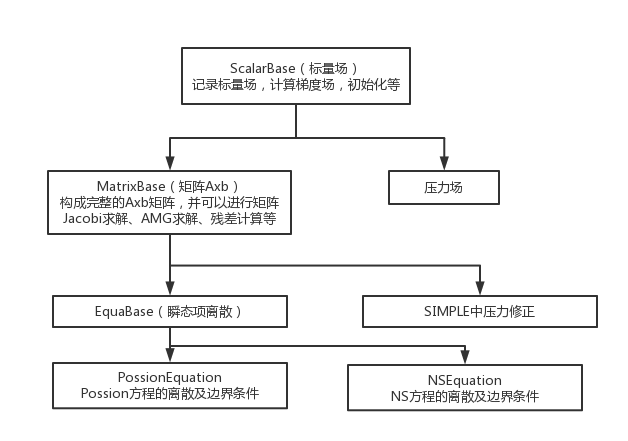 ScalarBase（标量场）
记录标量场，计算梯度场，初始化等
MatrixBase（矩阵Axb）
构成完整的Axb矩阵，并可以进行矩阵
Jacobi求解、AMG求解、残差计算等
压力场
EquaBase（瞬态项离散）
SIMPLE中压力修正
PossionEquation
Possion方程的离散及边界条件
NSEquation
NS方程的离散及边界条件